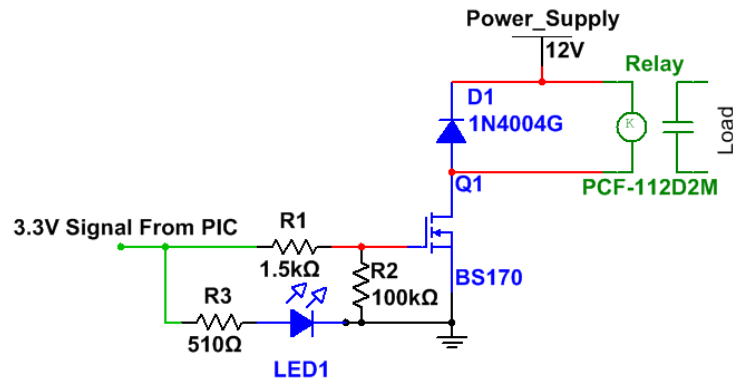 Power_Supply
12V
Relay
D1
1N4004G
K
Load
PCF-112D2M
Q1
3.3V Signal From PIC
R1
1.5kΩ
R2
100kΩ
BS170
R3
510Ω
LED1